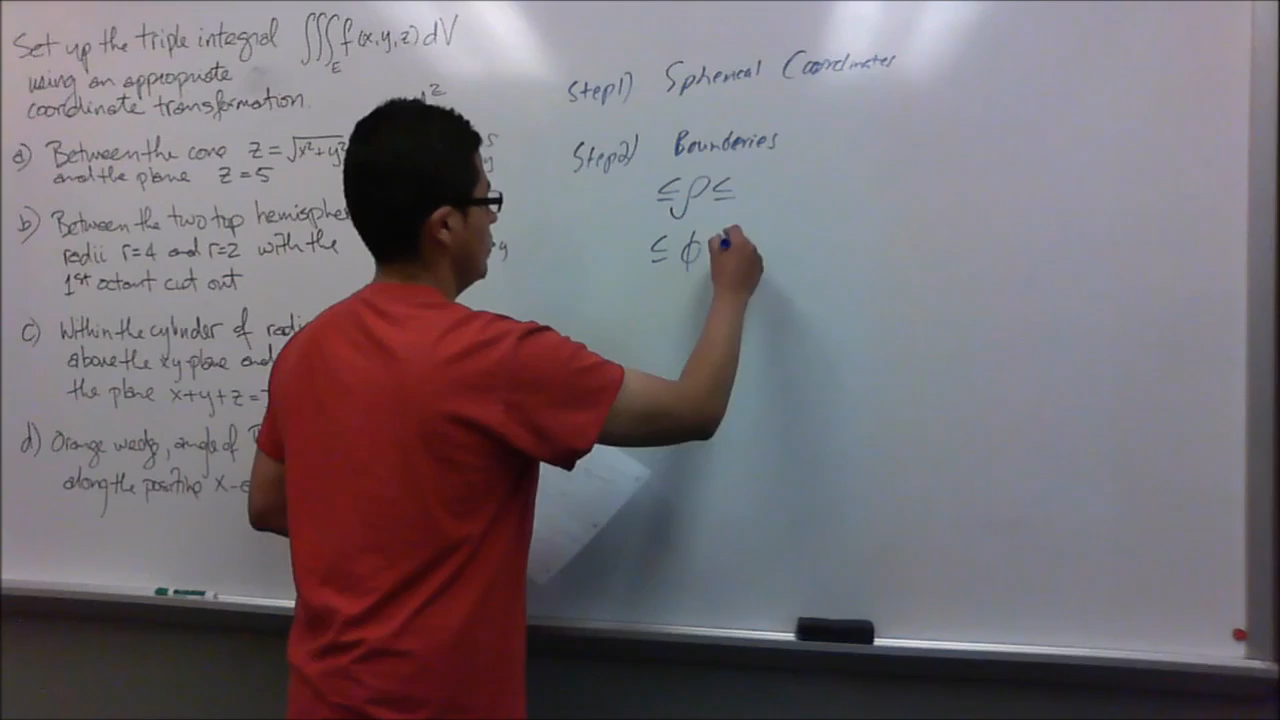 Set up the triple integral ∭_E f(x,y,z) dV
using an appropriate
coordinate transformation.
a) Between the cone z = √x²+y²
and the plane z = 5
b) Between the two top hemisphe
radii r=4 and r=2 with the
1st octant cut out
c) Within the cylinder of radi
above the xy-plane and
the plane x+y+z =
d) Orange wedge, angle of
along the positive x-
z
y
y
Step1) Spherical Coordinates
Step2) Bounderies
≤ρ≤
≤ϕ